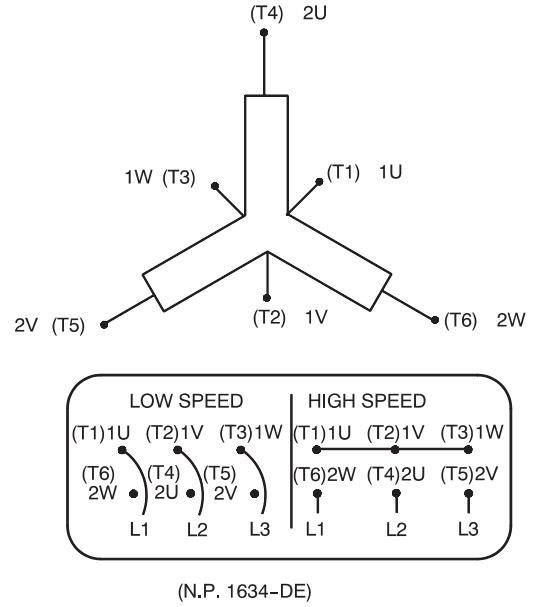 (T4) 2U
1W (T3)
(T1) 1U
2V (T5)
(T2) 1V
(T6) 2W
LOW SPEED
(T1)1U (T2)1V (T3)1W
(T6) (T4) (T5)
2W 2U 2V
L1 L2 L3
HIGH SPEED
(T1)1U (T2)1V (T3)1W
(T6)2W (T4)2U (T5)2V
L1 L2 L3
(N.P. 1634-DE)